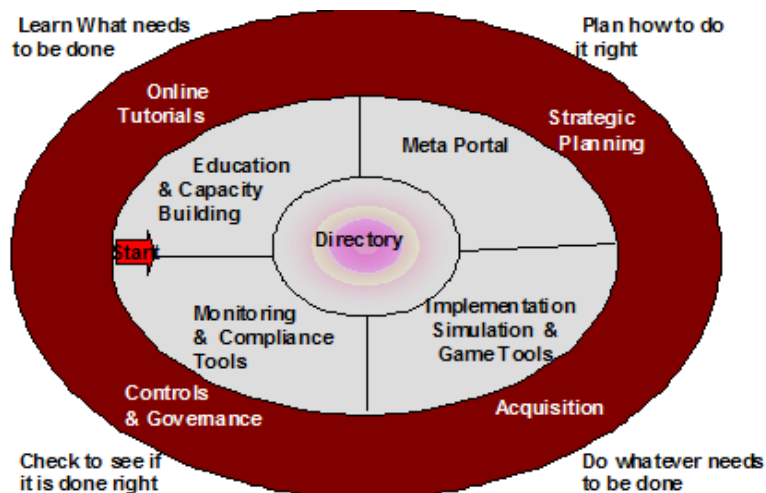 Learn What needs
to be done
Plan how to do
it right
Online
Tutorials
Strategic
Planning
Meta Portal
Education
& Capacity
Building
Directory
Start
Monitoring
& Compliance
Tools
Implementation
Simulation &
Game Tools
Controls
& Governance
Acquisition
Check to see if
it is done right
Do whatever needs
to be done